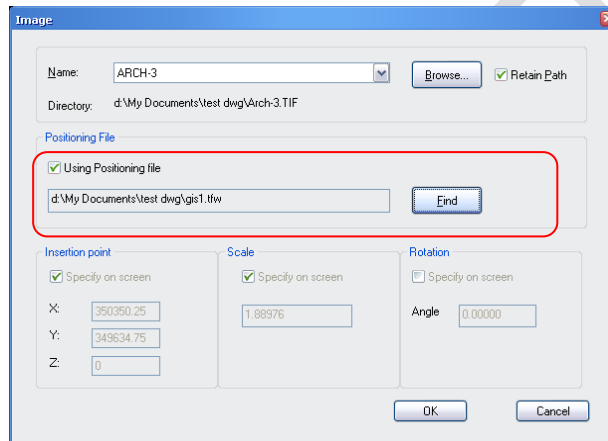 Image
Name: ARCH-3 Browse... Retain Path
Directory: d:\My Documents\test dwg\Arch-3.TIF
Positioning File
Using Positioning file
d:\My Documents\test dwg\gis1.tfw Find
Insertion point Scale Rotation
Specify on screen Specify on screen Specify on screen
X: 350350.25 1.88976 Angle 0.00000
Y: 349634.75
Z: 0
OK Cancel